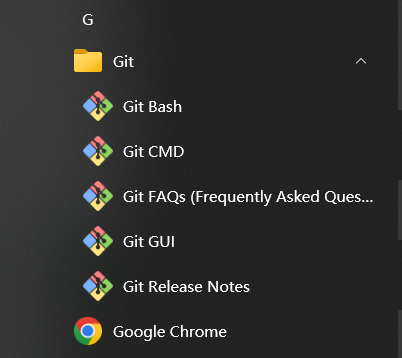 G
Git
Git Bash
Git CMD
Git FAQs (Frequently Asked Ques...
Git GUI
Git Release Notes
Google Chrome